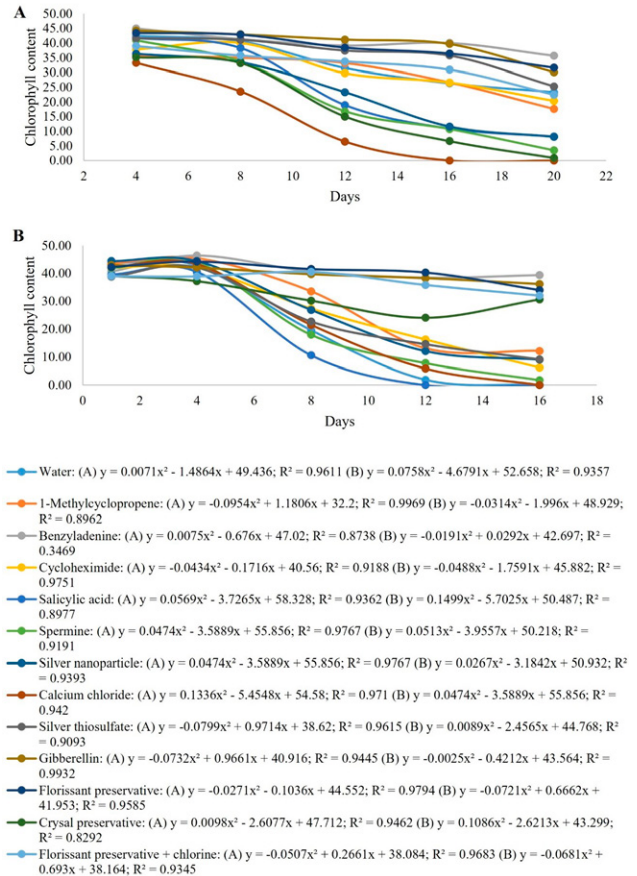 A
50.00
45.00
40.00
35.00
30.00
25.00
20.00
15.00
10.00
5.00
0.00
Chlorophyll content
2 4 6 8 10 12 14 16 18 20 22
Days
B
50.00
40.00
30.00
20.00
10.00
0.00
Chlorophyll content
0 2 4 6 8 10 12 14 16 18
Days
Water: (A) y = 0.0071x² - 1.4864x + 49.436; R² = 0.9611 (B) y = 0.0758x² - 4.6791x + 52.658; R² = 0.9357
1-Methylcyclopropene: (A) y = -0.0954x² + 1.1806x + 32.2; R² = 0.9969 (B) y = -0.0314x² - 1.996x + 48.929;
R² = 0.8962
Benzyladenine: (A) y = 0.0075x² - 0.676x + 47.02; R² = 0.8738 (B) y = -0.0191x² + 0.0292x + 42.697; R² =
0.3469
Cycloheximide: (A) y = -0.0434x² - 0.1716x + 40.56; R² = 0.9188 (B) y = -0.0488x² - 1.7591x + 45.882; R² =
0.9751
Salicylic acid: (A) y = 0.0569x² - 3.7265x + 58.328; R² = 0.9362 (B) y = 0.1499x² - 5.7025x + 50.487; R² =
0.8977
Spermine: (A) y = 0.0474x² - 3.5889x + 55.856; R² = 0.9767 (B) y = 0.0513x² - 3.9557x + 50.218; R² =
0.9191
Silver nanoparticle: (A) y = 0.0474x² - 3.5889x + 55.856; R² = 0.9767 (B) y = 0.0267x² - 3.1842x + 50.932; R² =
0.9393
Calcium chloride: (A) y = 0.1336x² - 5.4548x + 54.58; R² = 0.971 (B) y = 0.0474x² - 3.5889x + 55.856; R² =
0.942
Silver thiosulfate: (A) y = -0.0799x² + 0.9714x + 38.62; R² = 0.9615 (B) y = 0.0089x² - 2.4565x + 44.768; R² =
0.9093
Gibberellin: (A) y = -0.0732x² + 0.9661x + 40.916; R² = 0.9445 (B) y = -0.0025x² - 0.4212x + 43.564; R² =
0.9932
Florissant preservative: (A) y = -0.0271x² - 0.1036x + 44.552; R² = 0.9794 (B) y = -0.0721x² + 0.6662x +
41.953; R² = 0.9585
Crysal preservative: (A) y = 0.0098x² - 2.6077x + 47.712; R² = 0.9462 (B) y = 0.1086x² - 2.6213x + 43.299;
R² = 0.8292
Florissant preservative + chlorine: (A) y = -0.0507x² + 0.2661x + 38.084; R² = 0.9683 (B) y = -0.0681x² +
0.693x + 38.164; R² = 0.9345